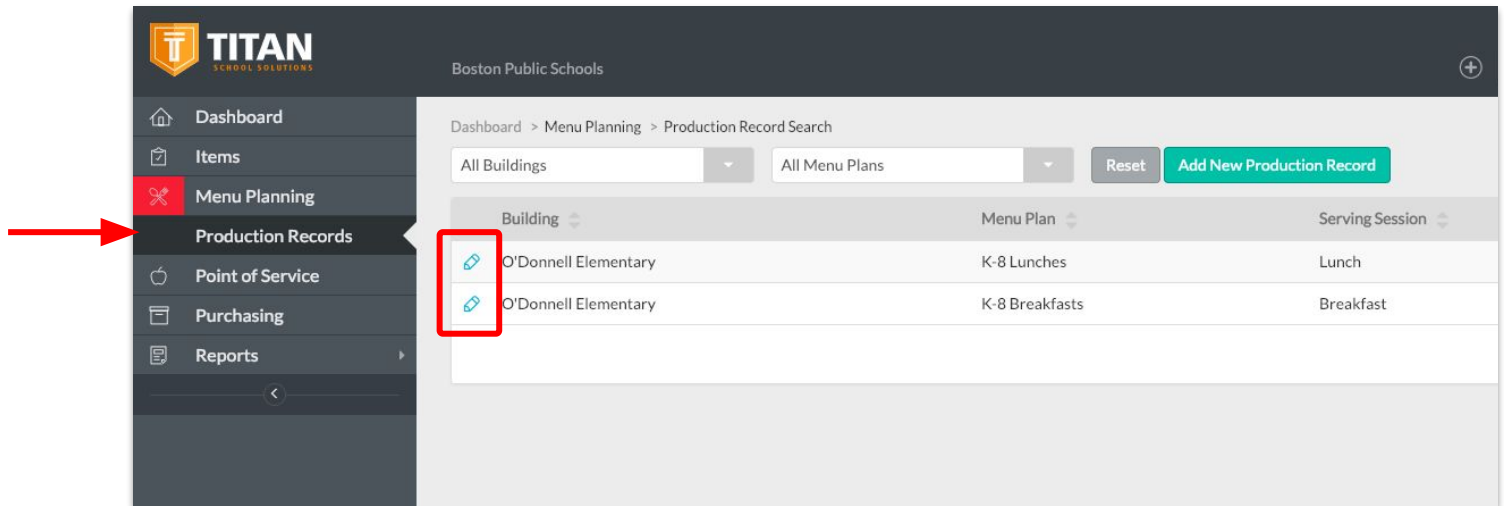 TITAN
SCHOOL SOLUTIONS
Boston Public Schools
Dashboard
Items
Menu Planning
Production Records
Point of Service
Purchasing
Reports
Dashboard > Menu Planning > Production Record Search
All Buildings All Menu Plans Reset Add New Production Record
Building Menu Plan Serving Session
O'Donnell Elementary K-8 Lunches Lunch
O'Donnell Elementary K-8 Breakfasts Breakfast